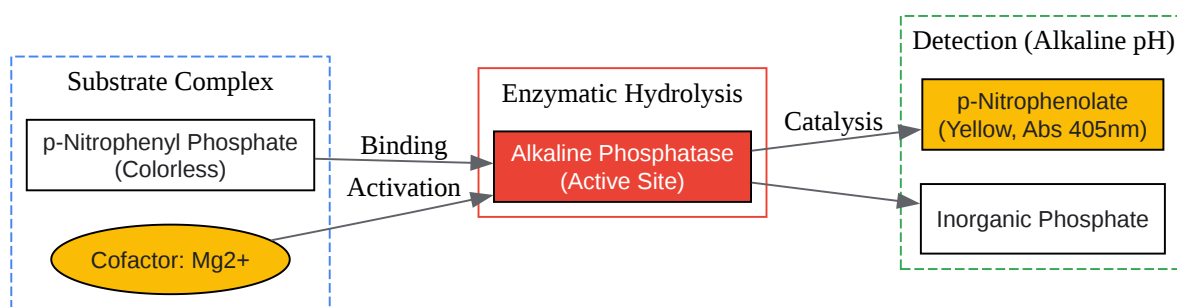 Substrate Complex
p-Nitrophenyl Phosphate
(Colorless)
Cofactor: Mg2+
Binding
Activation
Enzymatic Hydrolysis
Alkaline Phosphatase
(Active Site)
Catalysis
Detection (Alkaline pH)
p-Nitrophenolate
(Yellow, Abs 405nm)
Inorganic Phosphate